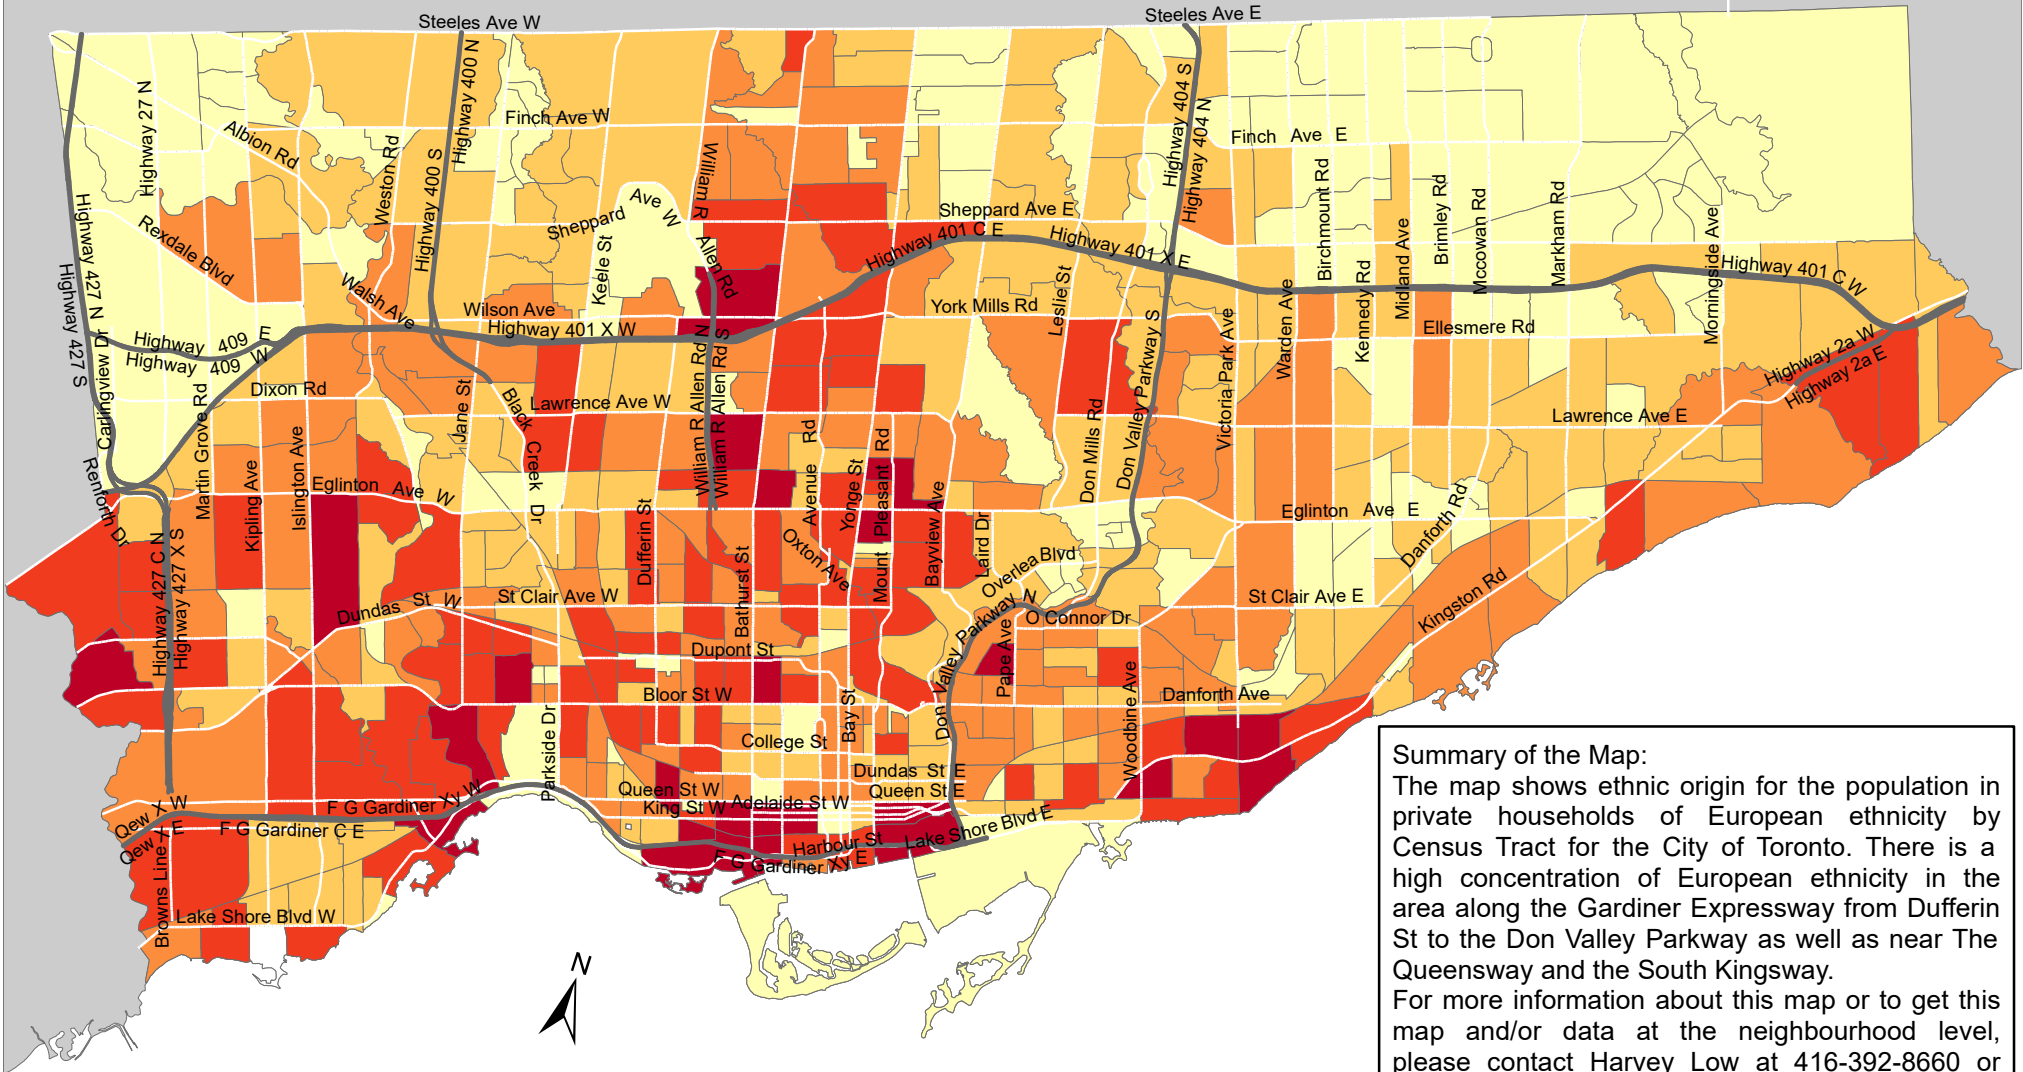 Steeles Ave W
Steeles Ave E
Highway 27 N
Albion Rd
Weston Rd
Highway 400 N
Highway 400 S
Finch Ave W
William R
Allen Rd
Highway 404 S
Highway 404 N
Finch Ave E
Highway 427 N
Highway 427 S
Rexdale Blvd
Sheppard Ave W
Keele St
Sheppard Ave E
Birchmount Rd
Midland Ave
Brimley Rd
Mccowan Rd
Markham Rd
Morningside Ave
Highway 401 C E
Highway 401 X E
Highway 401 C W
Walsh Ave
Wilson Ave
Highway 401 X W
York Mills Rd
Leslie St
Warden Ave
Kennedy Rd
Ellesmere Rd
Highway 409 E
Highway 409 W
Highway 427 S
Carlingview Dr
Martin Grove Rd
Dixon Rd
Jane St
Black Creek Dr
Lawrence Ave W
William R Allen Rd N
William R Allen Rd S
Don Mills Rd
Don Valley Parkway S
Victoria Park Ave
Lawrence Ave E
Highway 2a W
Highway 2a E
Renforth Dr
Kipling Ave
Islington Ave
Eglinton Ave W
Dufferin St
Avenue Rd
Yonge St
Mount Pleasant Rd
Bayview Ave
Laird Dr
Eglinton Ave E
Danforth Rd
Highway 427 C N
Highway 427 X S
Dundas St W
St Clair Ave W
Bathurst St
Oxton Ave
Overlea Blvd
Don Valley Parkway N
O Connor Dr
St Clair Ave E
Kingston Rd
Dupont St
Bloor St W
Bay St
Pape Ave
Woodbine Ave
Danforth Ave
Parkside Dr
College St
Dundas St E
Queen St E
Queen St W
King St W
Adelaide St W
Qew X W
Qew X E
F G Gardiner Xy W
F G Gardiner C E
Harbour St
Lake Shore Blvd E
F G Gardiner Xy E
Browns Line
Lake Shore Blvd W
N
Summary of the Map:
The map shows ethnic origin for the population in
private households of European ethnicity by
Census Tract for the City of Toronto. There is a
high concentration of European ethnicity in the
area along the Gardiner Expressway from Dufferin
St to the Don Valley Parkway as well as near The
Queensway and the South Kingsway.
For more information about this map or to get this
map and/or data at the neighbourhood level,
please contact Harvey Low at 416-392-8660 or